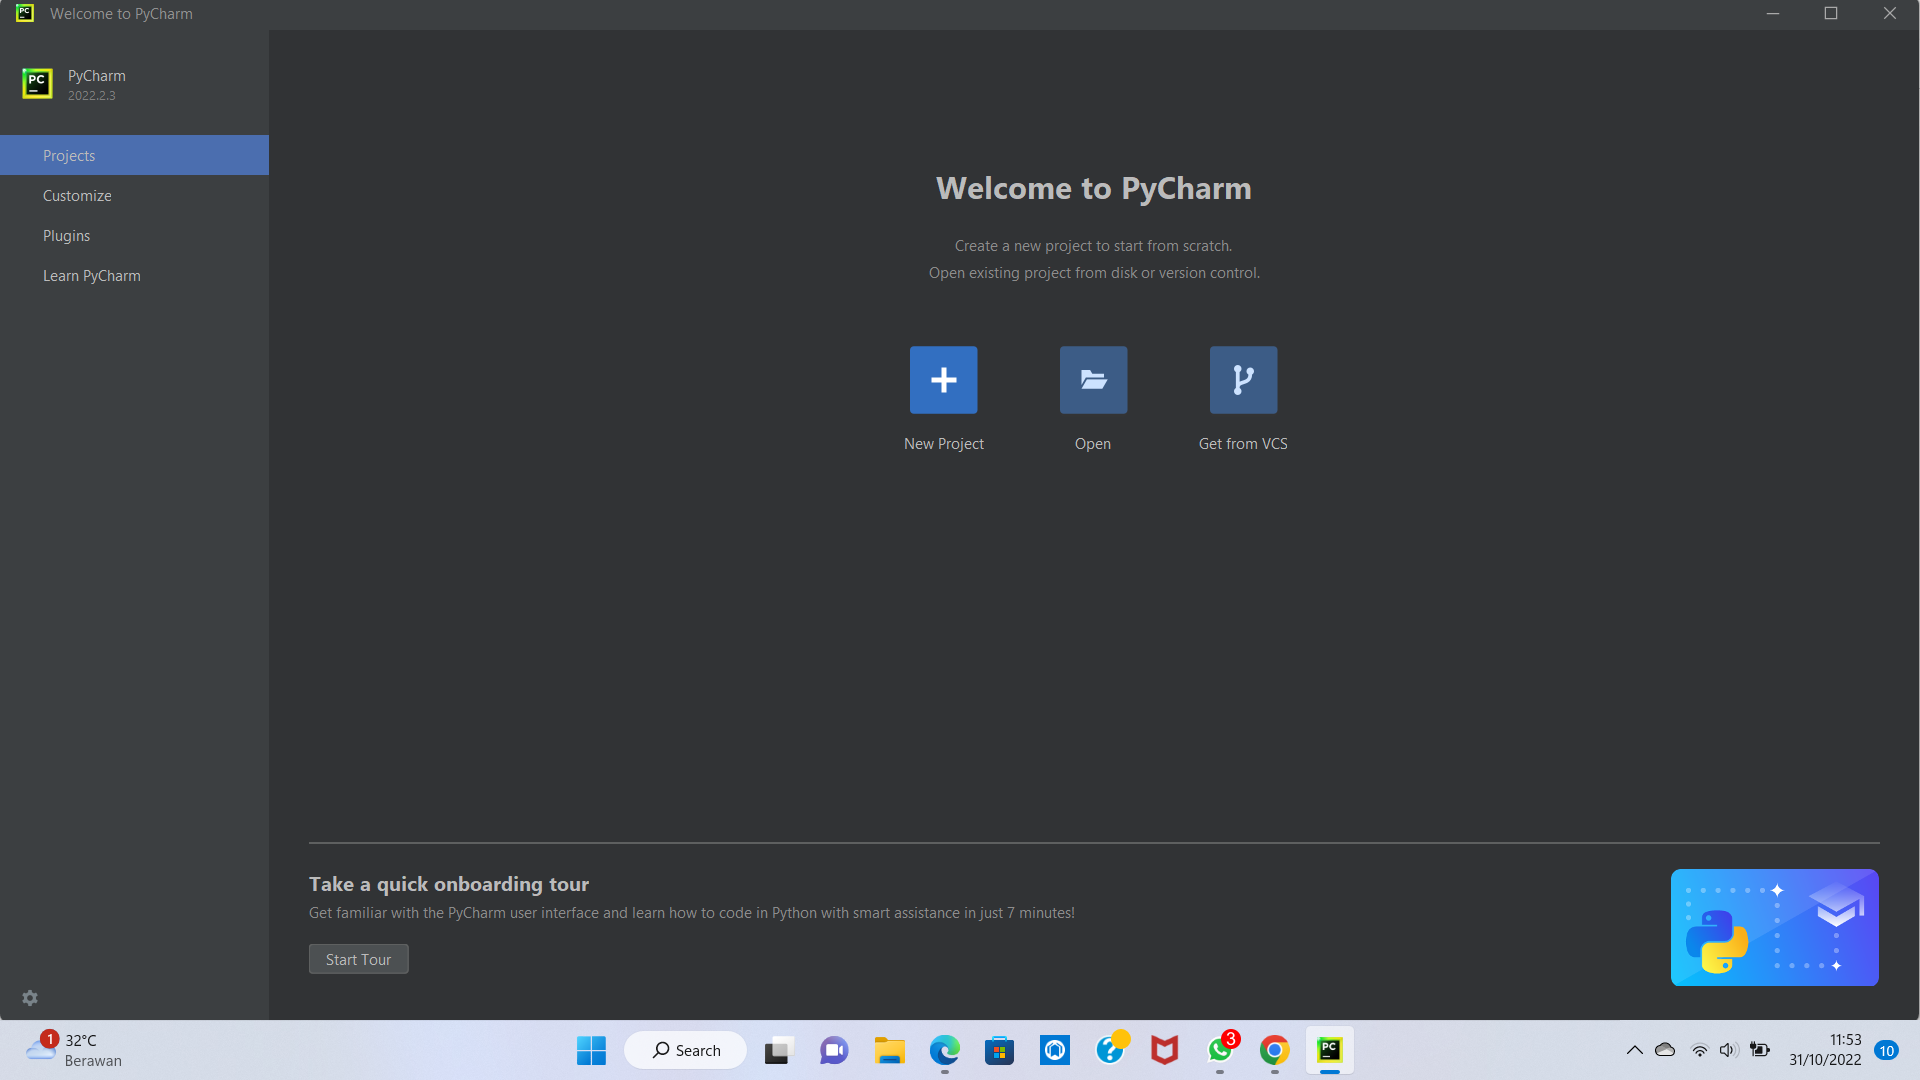 Welcome to PyCharm
PyCharm
2022.2.3
Projects
Customize
Plugins
Learn PyCharm
Welcome to PyCharm
Create a new project to start from scratch.
Open existing project from disk or version control.
New Project
Open
Get from VCS
Take a quick onboarding tour
Get familiar with the PyCharm user interface and learn how to code in Python with smart assistance in just 7 minutes!
Start Tour
1
32°C
Berawan
Search
3
11:53
31/10/2022
10
PC
PC
PC